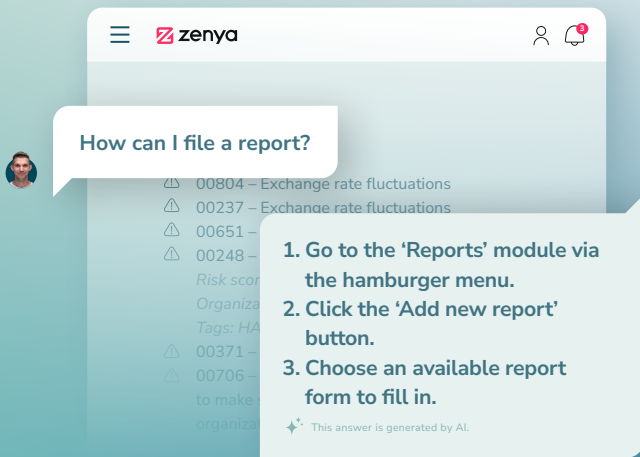 zenya
3
How can I file a report?
00804 – Exchange rate fluctuations
00237 – Exchange rate fluctuations
00651 –
00248 –
Risk scor
Organiza
Tags: HA
00371 –
00706 –
to make s
organizat
1. Go to the ‘Reports’ module via
the hamburger menu.
2. Click the ‘Add new report’
button.
3. Choose an available report
form to fill in.
This answer is generated by AI.